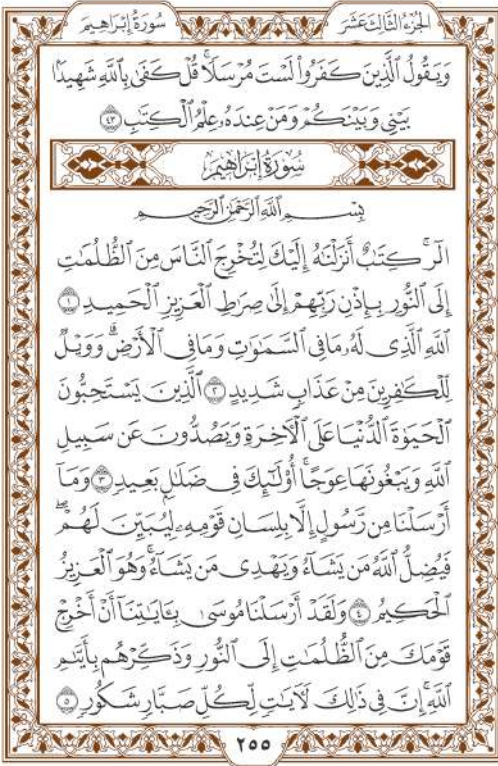 الجزء الثالث عشر
سورة إبراهيم
وَيَقُولُ ٱلَّذِينَ كَفَرُواْ لَسْتَ مُرْسَلًاۚ قُلْ كَفَىٰ بِٱللَّهِ شَهِيدَۢا
بَيْنِي وَبَيْنَكُمْ وَمَنْ عِندَهُۥ عِلْمُ ٱلْكِتَٰبِ ٤٣
سُورَةُ إِبْرَاهِيمَ
بِسْمِ ٱللَّهِ ٱلرَّحْمَٰنِ ٱلرَّحِيمِ
الٓرۚ كِتَٰبٌ أَنزَلْنَٰهُ إِلَيْكَ لِتُخْرِجَ ٱلنَّاسَ مِنَ ٱلظُّلُمَٰتِ
إِلَى ٱلنُّورِ بِإِذْنِ رَبِّهِمْ إِلَىٰ صِرَٰطِ ٱلْعَزِيزِ ٱلْحَمِيدِ ١
ٱللَّهِ ٱلَّذِي لَهُۥ مَا فِي ٱلسَّمَٰوَٰتِ وَمَا فِي ٱلْأَرْضِۗ وَوَيْلٌ
لِّلْكَٰفِرِينَ مِنْ عَذَابٍ شَدِيدٍ ٢ ٱلَّذِينَ يَسْتَحِبُّونَ
ٱلْحَيَوٰةَ ٱلدُّنْيَا عَلَى ٱلْأٓخِرَةِ وَيَصُدُّونَ عَن سَبِيلِ
ٱللَّهِ وَيَبْغُونَهَا عِوَجًاۚ أُوْلَٰٓئِكَ فِي ضَلَٰلٍۭ بَعِيدٍ ٣ وَمَآ
أَرْسَلْنَا مِن رَّسُولٍ إِلَّا بِلِسَانِ قَوْمِهِۦ لِيُبَيِّنَ لَهُمْۖ
فَيُضِلُّ ٱللَّهُ مَن يَشَآءُ وَيَهْدِي مَن يَشَآءُۚ وَهُوَ ٱلْعَزِيزُ
ٱلْحَكِيمُ ٤ وَلَقَدْ أَرْسَلْنَا مُوسَىٰ بِـَٔايَٰتِنَآ أَنْ أَخْرِجْ
قَوْمَكَ مِنَ ٱلظُّلُمَٰتِ إِلَى ٱلنُّورِ وَذَكِّرْهُم بِأَيَّىٰمِ
ٱللَّهِۚ إِنَّ فِي ذَٰلِكَ لَأٓيَٰتٍ لِّكُلِّ صَبَّارٍ شَكُورٍ ٥
٢٥٥